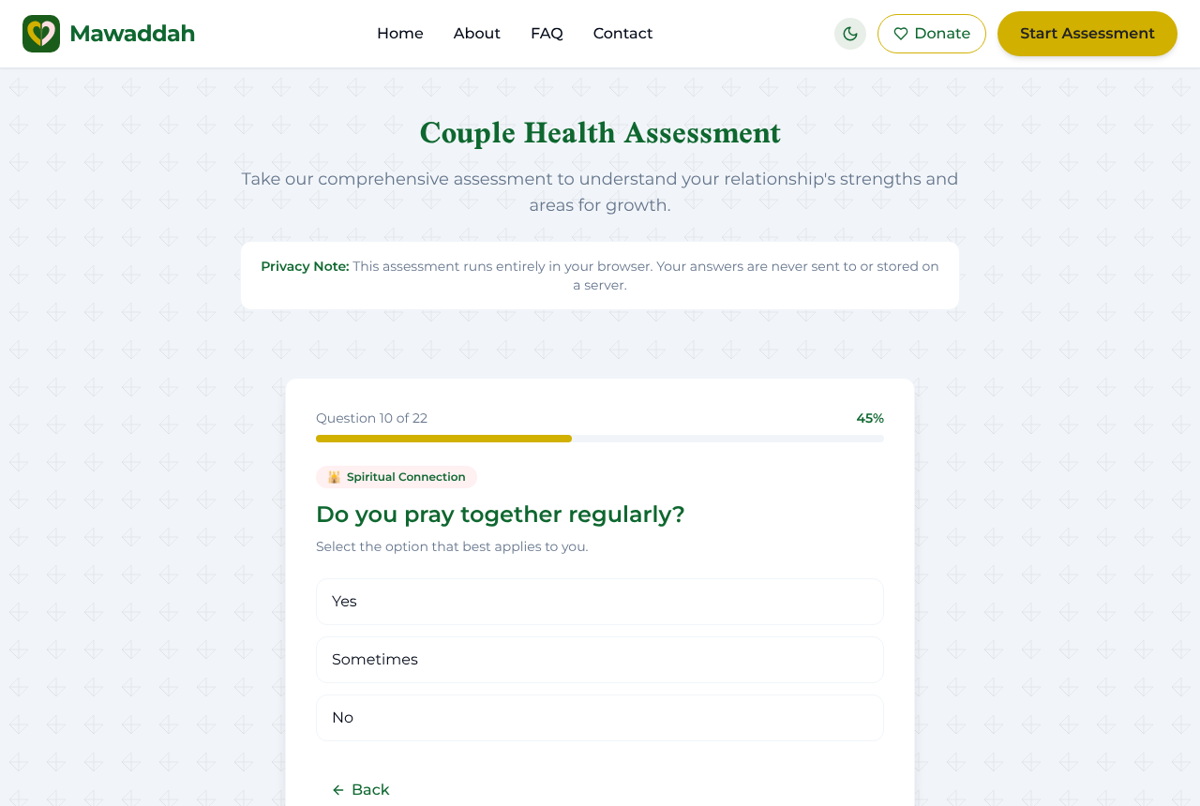 Mawaddah
Home
About
FAQ
Contact
Donate
Start Assessment
Couple Health Assessment
Take our comprehensive assessment to understand your relationship's strengths and
areas for growth.
Privacy Note: This assessment runs entirely in your browser. Your answers are never sent to or stored on
a server.
Question 10 of 22
45%
Spiritual Connection
Do you pray together regularly?
Select the option that best applies to you.
Yes
Sometimes
No
Back